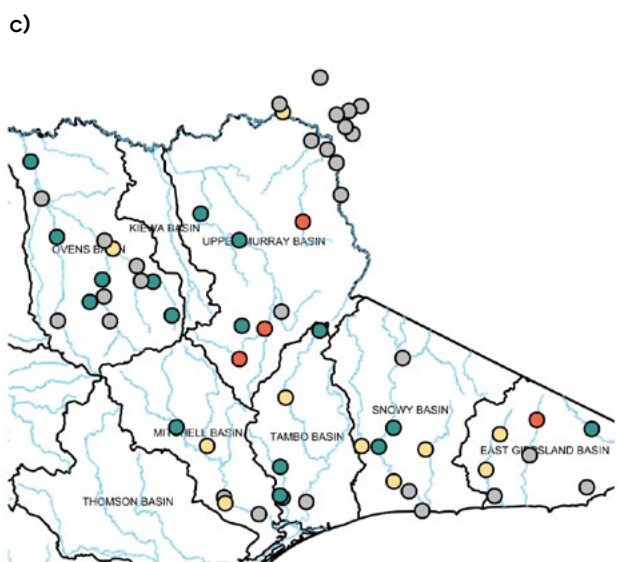 c)
KIEWA BASIN
OVENS BASIN
UPPER MURRAY BASIN
SNOWY BASIN
MITCHELL BASIN
TAMBO BASIN
EAST GIPPSLAND BASIN
THOMSON BASIN